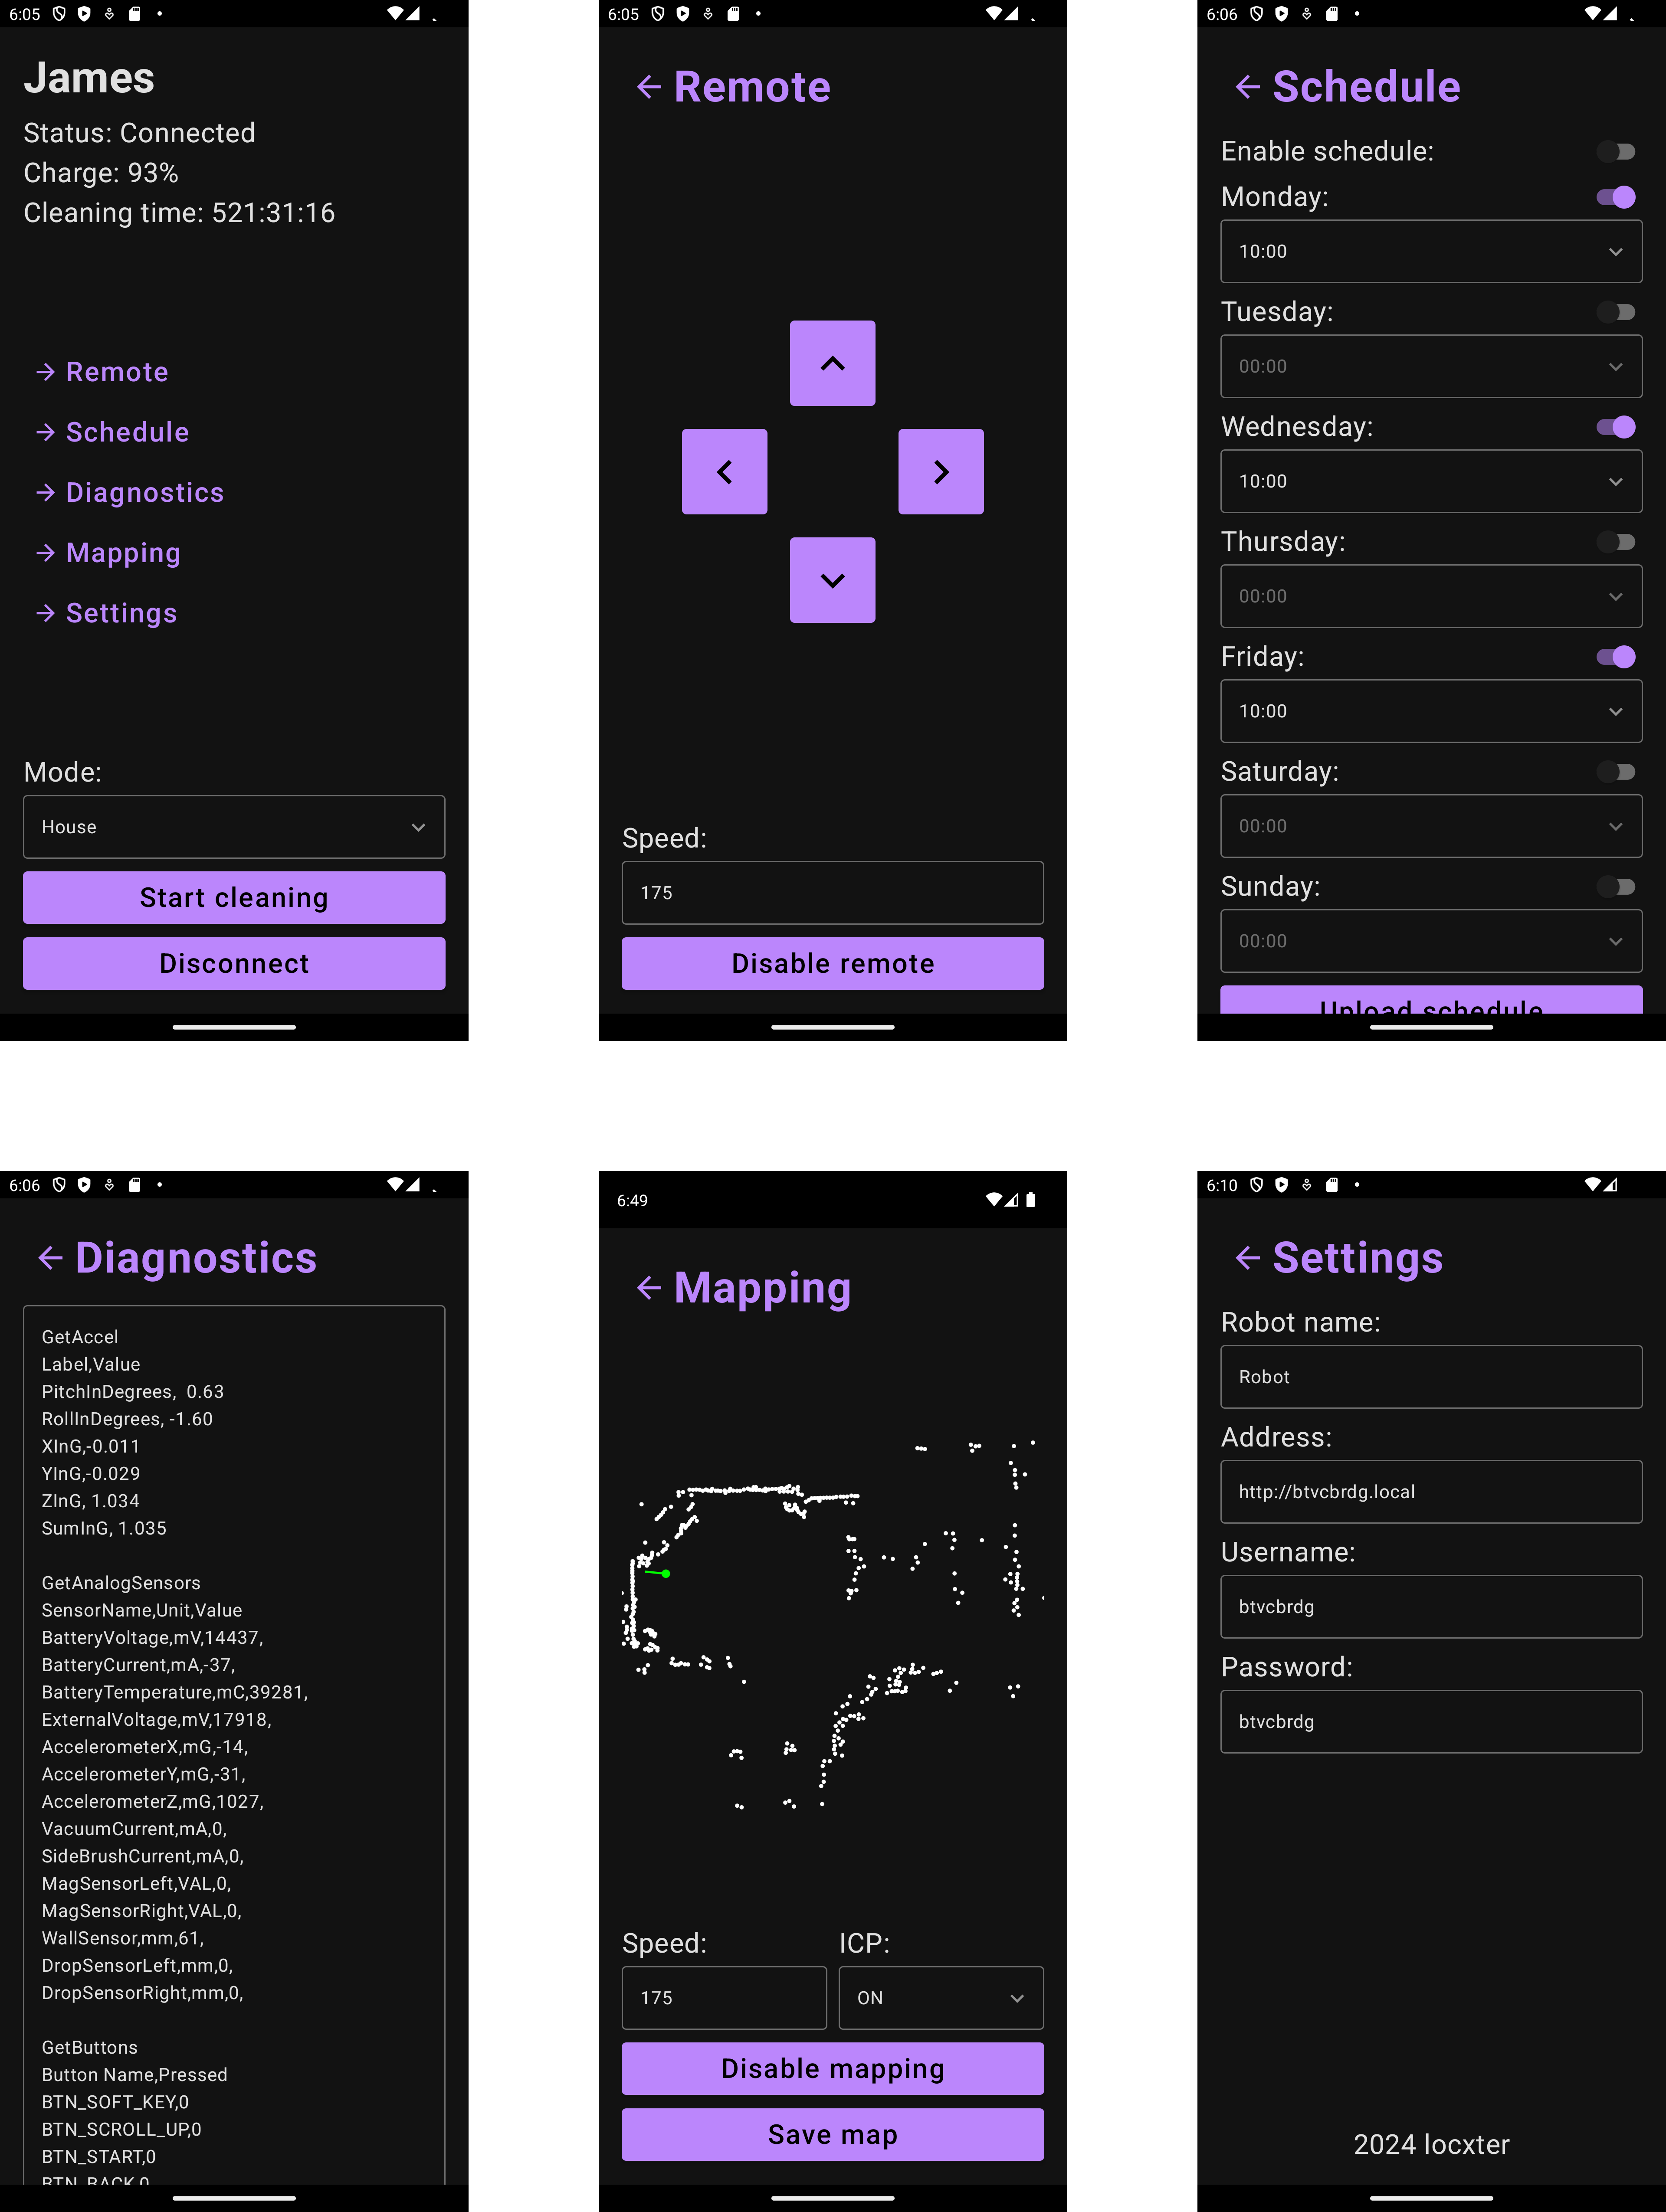 6:05
James
Status: Connected
Charge: 93%
Cleaning time: 521:31:16
Remote
Schedule
Diagnostics
Mapping
Settings
Mode:
House
Start cleaning
Disconnect
6:05
Remote
Speed:
175
Disable remote
6:06
Schedule
Enable schedule:
Monday:
10:00
Tuesday:
00:00
Wednesday:
10:00
Thursday:
00:00
Friday:
10:00
Saturday:
00:00
Sunday:
00:00
Upload schedule
6:06
Diagnostics
GetAccel
Label,Value
PitchInDegrees,  0.63
RollInDegrees, -1.60
XInG,-0.011
YInG,-0.029
ZInG, 1.034
SumInG, 1.035
GetAnalogSensors
SensorName,Unit,Value
BatteryVoltage,mV,14437,
BatteryCurrent,mA,-37,
BatteryTemperature,mC,39281,
ExternalVoltage,mV,17918,
AccelerometerX,mG,-14,
AccelerometerY,mG,-31,
AccelerometerZ,mG,1027,
VacuumCurrent,mA,0,
SideBrushCurrent,mA,0,
MagSensorLeft,VAL,0,
MagSensorRight,VAL,0,
WallSensor,mm,61,
DropSensorLeft,mm,0,
DropSensorRight,mm,0,
GetButtons
Button Name,Pressed
BTN_SOFT_KEY,0
BTN_SCROLL_UP,0
BTN_START,0
BTN_BACK,0
6:49
Mapping
Speed:
ICP:
175
ON
Disable mapping
Save map
6:10
Settings
Robot name:
Robot
Address:
http://btvcbrdg.local
Username:
btvcbrdg
Password:
btvcbrdg
2024 locxter